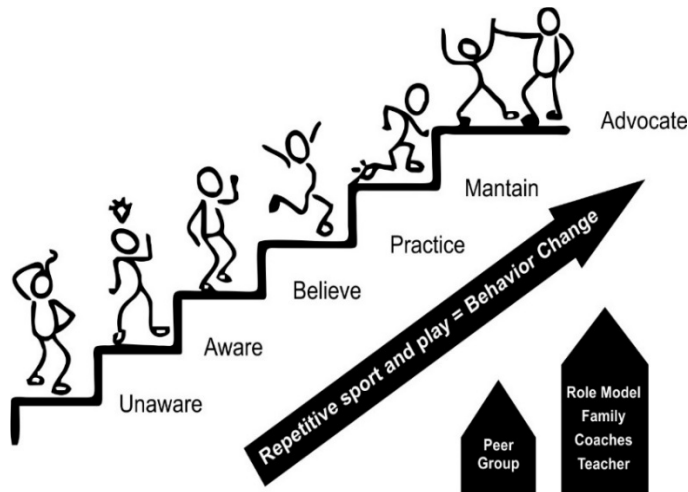 Advocate
Mantain
Practice
Believe
Aware
Unaware
Repetitive sport and play = Behavior Change
Peer
Group
Role Model
Family
Coaches
Teacher